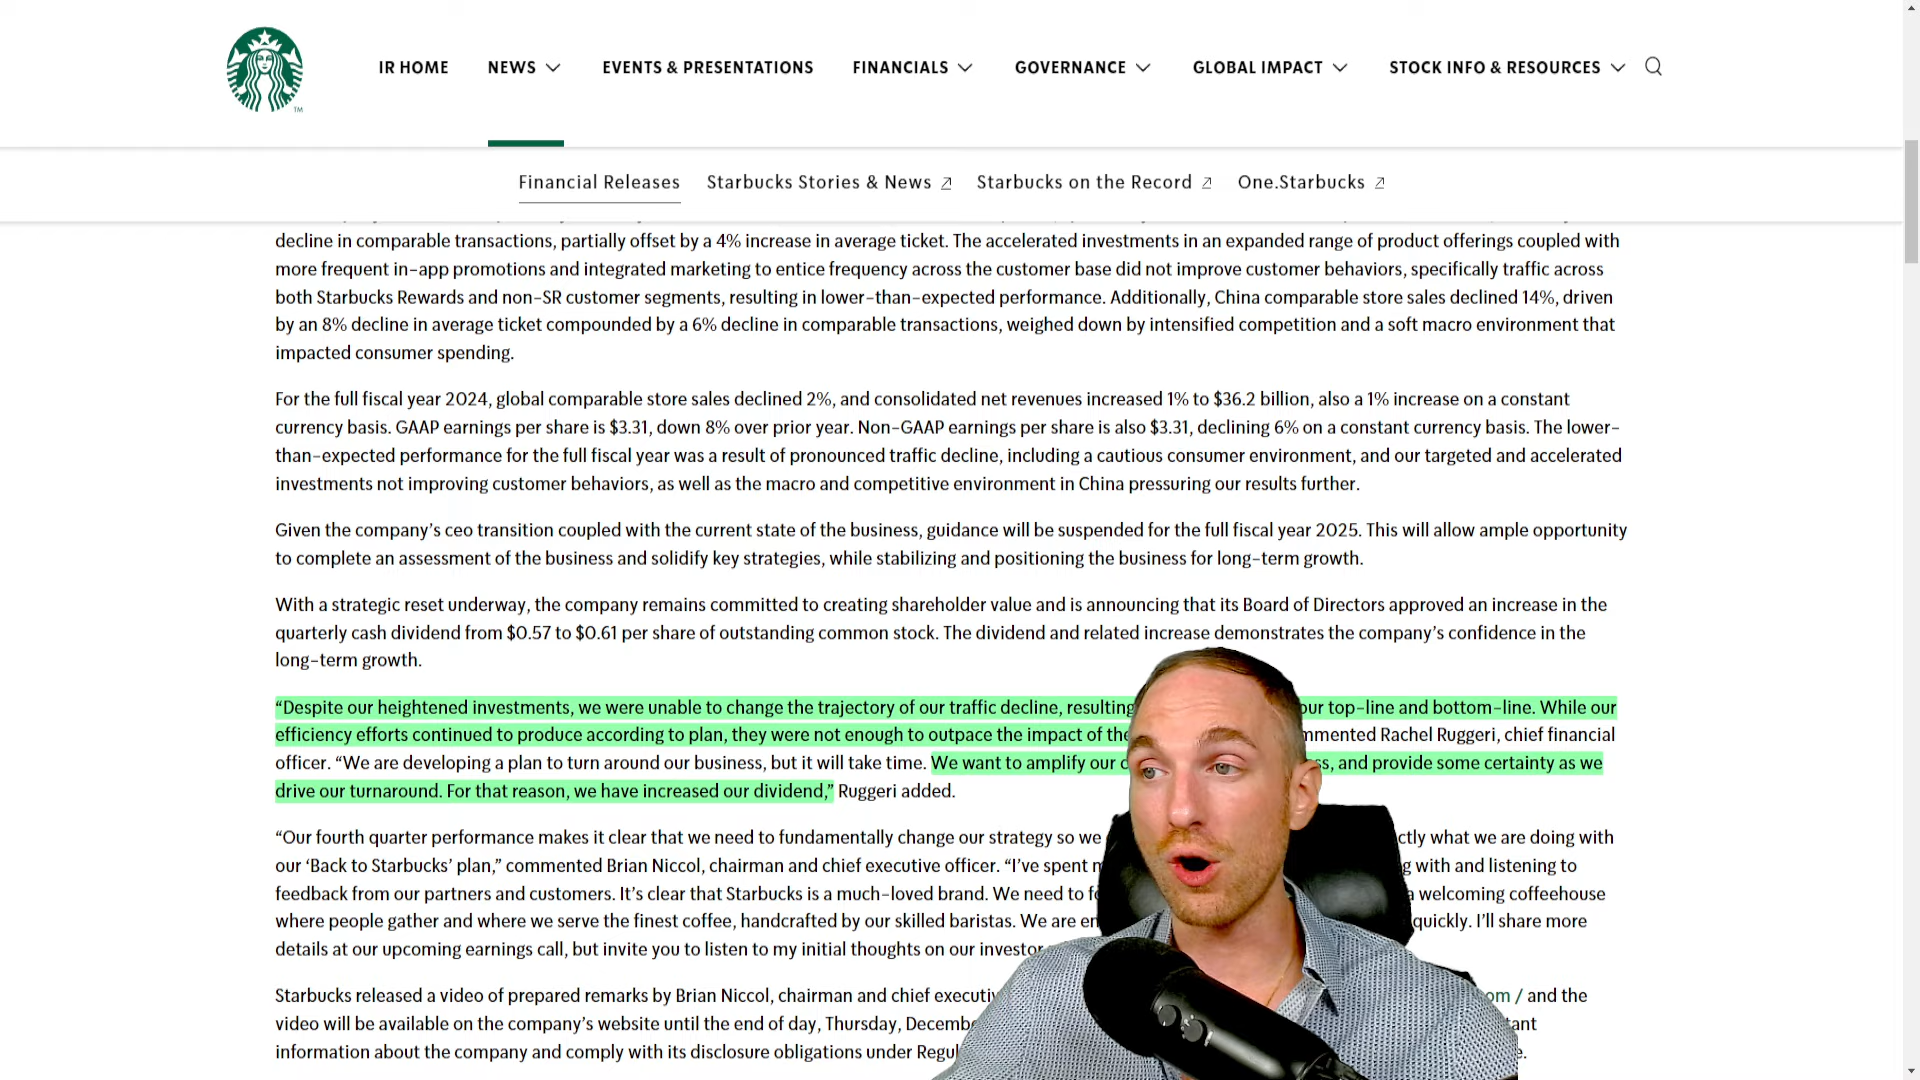 TM
IR HOME
NEWS
EVENTS & PRESENTATIONS
FINANCIALS
GOVERNANCE
GLOBAL IMPACT
STOCK INFO & RESOURCES
Financial Releases
Starbucks Stories & News
Starbucks on the Record
One.Starbucks
decline in comparable transactions, partially offset by a 4% increase in average ticket. The accelerated investments in an expanded range of product offerings coupled with
more frequent in-app promotions and integrated marketing to entice frequency across the customer base did not improve customer behaviors, specifically traffic across
both Starbucks Rewards and non-SR customer segments, resulting in lower-than-expected performance. Additionally, China comparable store sales declined 14%, driven
by an 8% decline in average ticket compounded by a 6% decline in comparable transactions, weighed down by intensified competition and a soft macro environment that
impacted consumer spending.
For the full fiscal year 2024, global comparable store sales declined 2%, and consolidated net revenues increased 1% to $36.2 billion, also a 1% increase on a constant
currency basis. GAAP earnings per share is $3.31, down 8% over prior year. Non-GAAP earnings per share is also $3.31, declining 6% on a constant currency basis. The lower-
than-expected performance for the full fiscal year was a result of pronounced traffic decline, including a cautious consumer environment, and our targeted and accelerated
investments not improving customer behaviors, as well as the macro and competitive environment in China pressuring our results further.
Given the company's ceo transition coupled with the current state of the business, guidance will be suspended for the full fiscal year 2025. This will allow ample opportunity
to complete an assessment of the business and solidify key strategies, while stabilizing and positioning the business for long-term growth.
With a strategic reset underway, the company remains committed to creating shareholder value and is announcing that its Board of Directors approved an increase in the
quarterly cash dividend from $0.57 to $0.61 per share of outstanding common stock. The dividend and related increase demonstrates the company's confidence in the
long-term growth.
“Despite our heightened investments, we were unable to change the trajectory of our traffic decline, resulting our top-line and bottom-line. While our
efficiency efforts continued to produce according to plan, they were not enough to outpace the impact of the Rachel Ruggeri, chief financial
officer. “We are developing a plan to turn around our business, but it will take time. We want to amplify our and provide some certainty as we
drive our turnaround. For that reason, we have increased our dividend,” Ruggeri added.
“Our fourth quarter performance makes it clear that we need to fundamentally change our strategy so we what we are doing with
our ‘Back to Starbucks’ plan,” commented Brian Niccol, chairman and chief executive officer. “I've spent with and listening to
feedback from our partners and customers. It's clear that Starbucks is a much-loved brand. We need to a welcoming coffeehouse
where people gather and where we serve the finest coffee, handcrafted by our skilled baristas. We are quickly. I'll share more
details at our upcoming earnings call, but invite you to listen to my initial thoughts on our investor
Starbucks released a video of prepared remarks by Brian Niccol, chairman and chief om / and the
video will be available on the company's website until the end of day, Thursday,
information about the company and comply with its disclosure obligations under